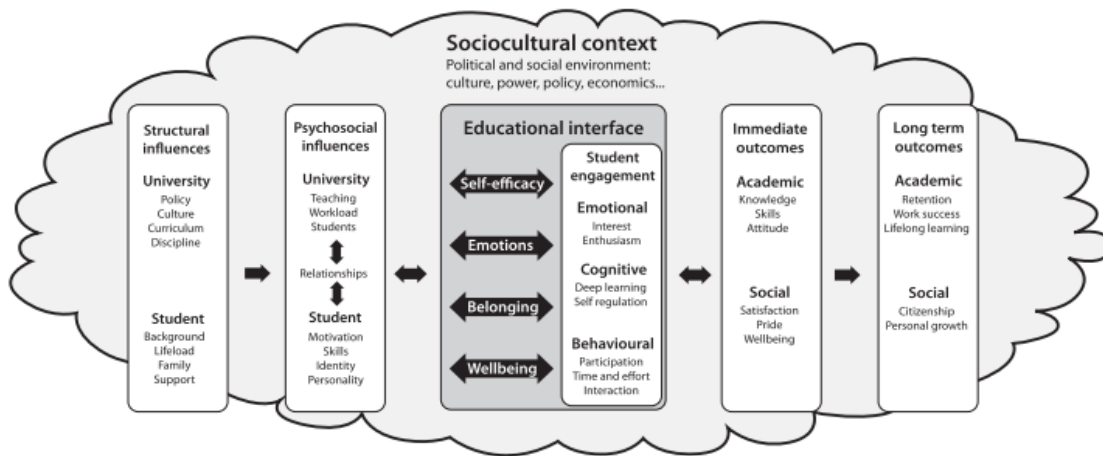 Sociocultural context
Political and social environment:
culture, power, policy, economics...
Structural
influences
University
Policy
Culture
Curriculum
Discipline
Student
Background
Lifeload
Family
Support
Psychosocial
influences
University
Teaching
Workload
Students
Relationships
Student
Motivation
Skills
Identity
Personality
Educational interface
Self-efficacy
Emotions
Belonging
Wellbeing
Student
engagement
Emotional
Interest
Enthusiasm
Cognitive
Deep learning
Self regulation
Behavioural
Participation
Time and effort
Interaction
Immediate
outcomes
Academic
Knowledge
Skills
Attitude
Social
Satisfaction
Pride
Wellbeing
Long term
outcomes
Academic
Retention
Work success
Lifelong learning
Social
Citizenship
Personal growth